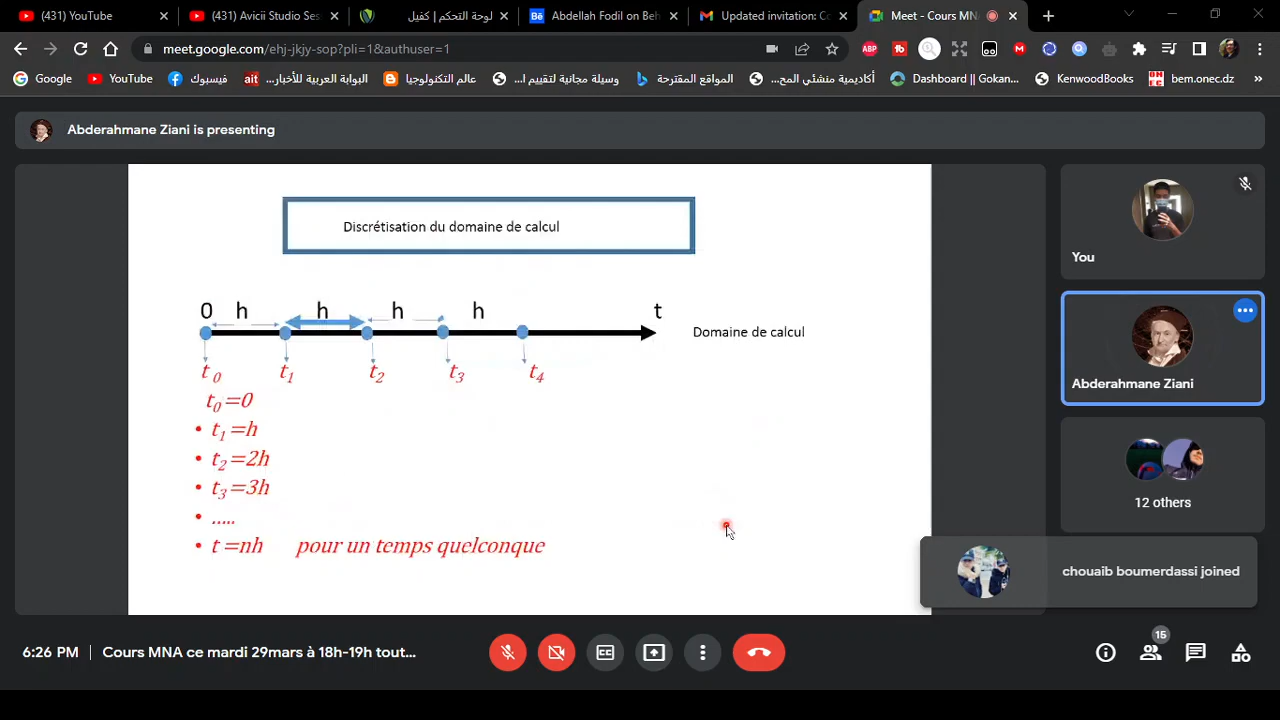 (431) YouTube
(431) Avicii Studio Ses
لوحة التحكم | كفيل
Abdellah Fodil on Beh
Updated invitation: Co
Meet - Cours MN
meet.google.com/ehj-jkjy-sop?pli=1&authuser=1
Google
YouTube
فيسبوك
البوابة العربية للأخبار...
عالم التكنولوجيا
وسيلة مجانية لتقييم ا...
المواقع المقترحة
أكاديمية منشئي المح...
Dashboard || Gokan...
KenwoodBooks
bem.onec.dz
Abderahmane Ziani is presenting
Discrétisation du domaine de calcul
0 h h h h t
Domaine de calcul
t0 t1 t2 t3 t4
t0 =0
• t1 =h
• t2 =2h
• t3 =3h
• .....
• t =nh pour un temps quelconque
You
Abderahmane Ziani
12 others
chouaib boumerdassi joined
6:26 PM | Cours MNA ce mardi 29mars à 18h-19h tout...
15